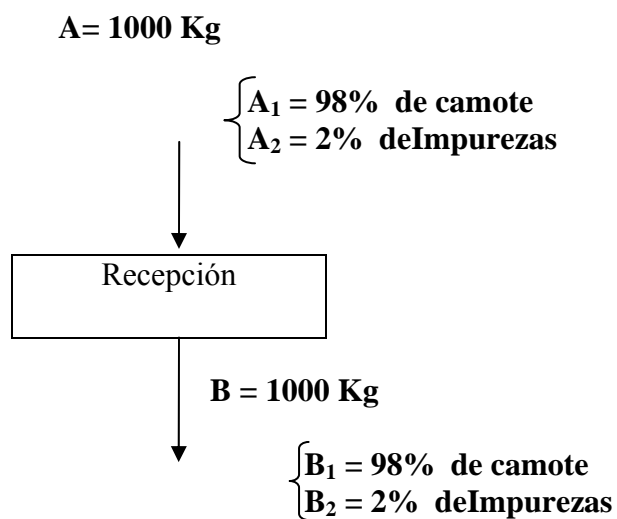 A= 1000 Kg
A₁ = 98% de camote
A₂ = 2% deImpurezas
Recepción
B = 1000 Kg
B₁ = 98% de camote
B₂ = 2% deImpurezas